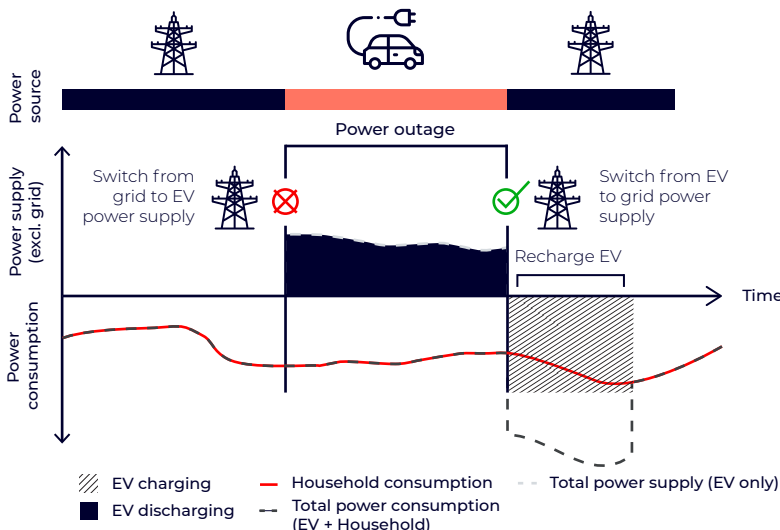 Power
source
Power outage
Power supply
(excl. grid)
Switch from
grid to EV
power supply
Switch from EV
to grid power
supply
Recharge EV
Time
Power
consumption
EV charging
Household consumption
Total power supply (EV only)
EV discharging
Total power consumption
(EV + Household)